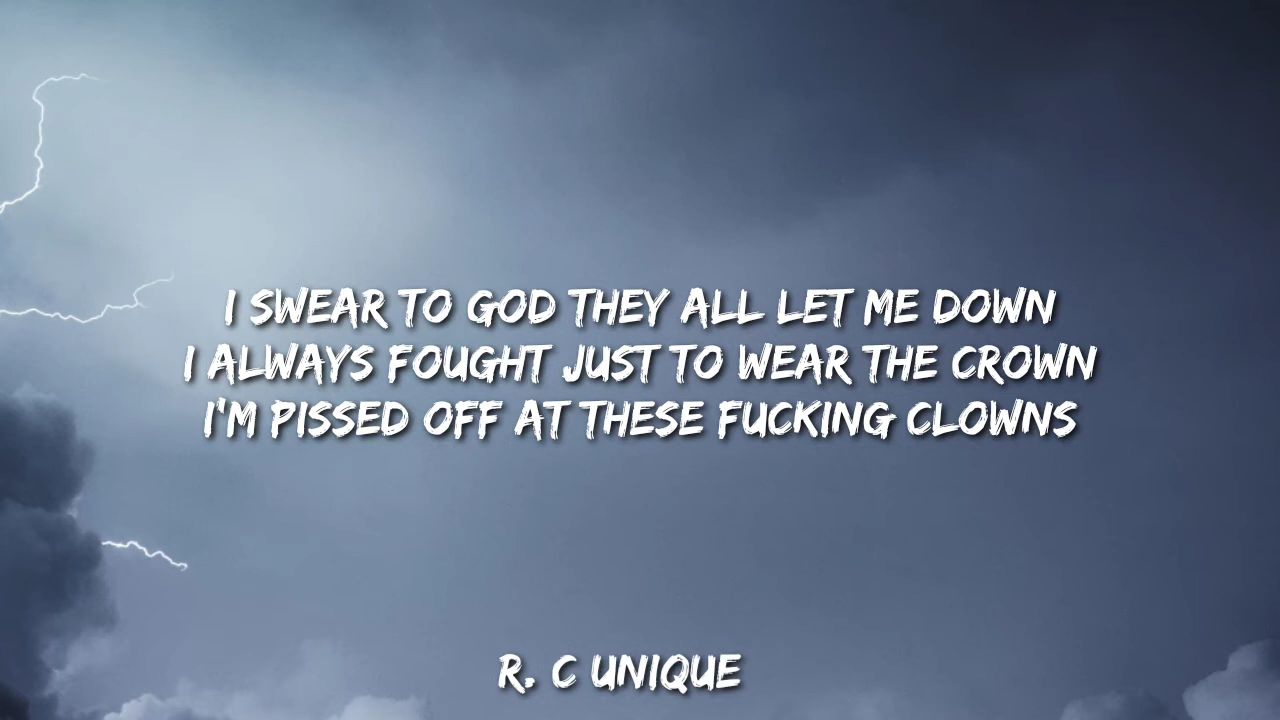 I SWEAR TO GOD THEY ALL LET ME DOWN
I ALWAYS FOUGHT JUST TO WEAR THE CROWN
I'M PISSED OFF AT THESE FUCKING CLOWNS
R. C UNIQUE